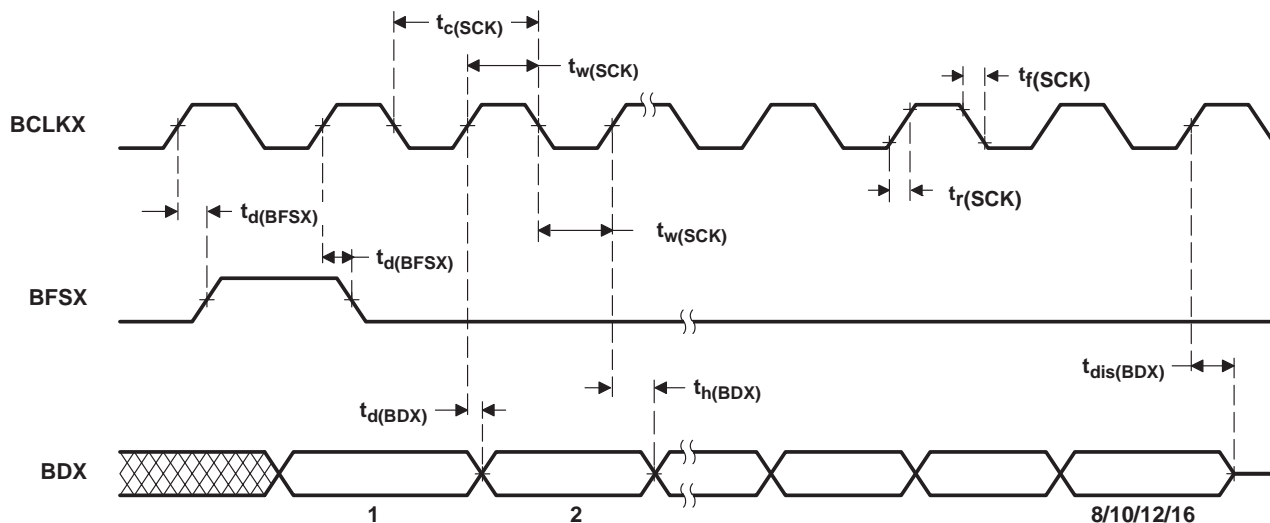 tc(SCK)
tw(SCK)
tf(SCK)
BCLKX
td(BFSX)
tr(SCK)
tw(SCK)
td(BFSX)
BFSX
tdis(BDX)
th(BDX)
td(BDX)
BDX
1 2 8/10/12/16